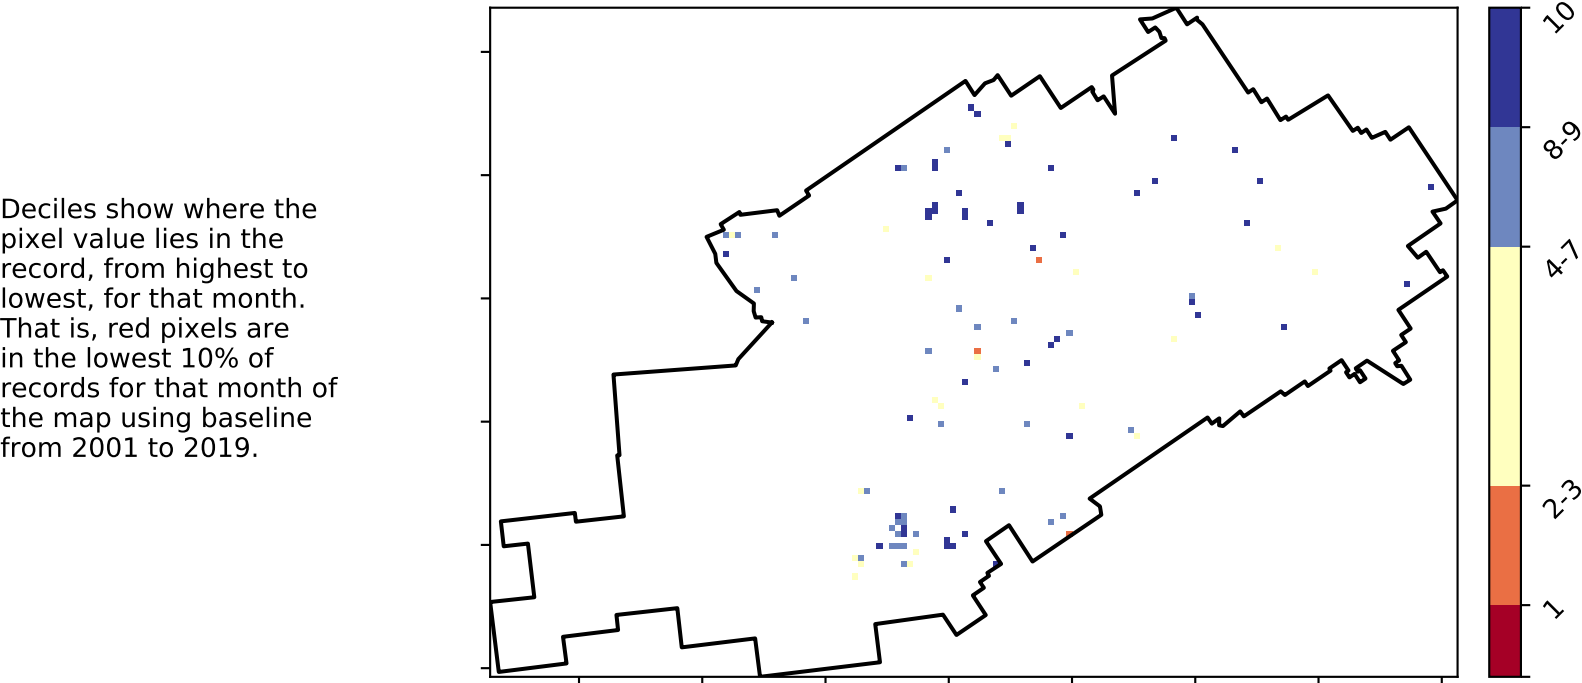 Deciles show where the
pixel value lies in the
record, from highest to
lowest, for that month.
That is, red pixels are
in the lowest 10% of
records for that month of
the map using baseline
from 2001 to 2019.
10
8-9
4-7
2-3
1